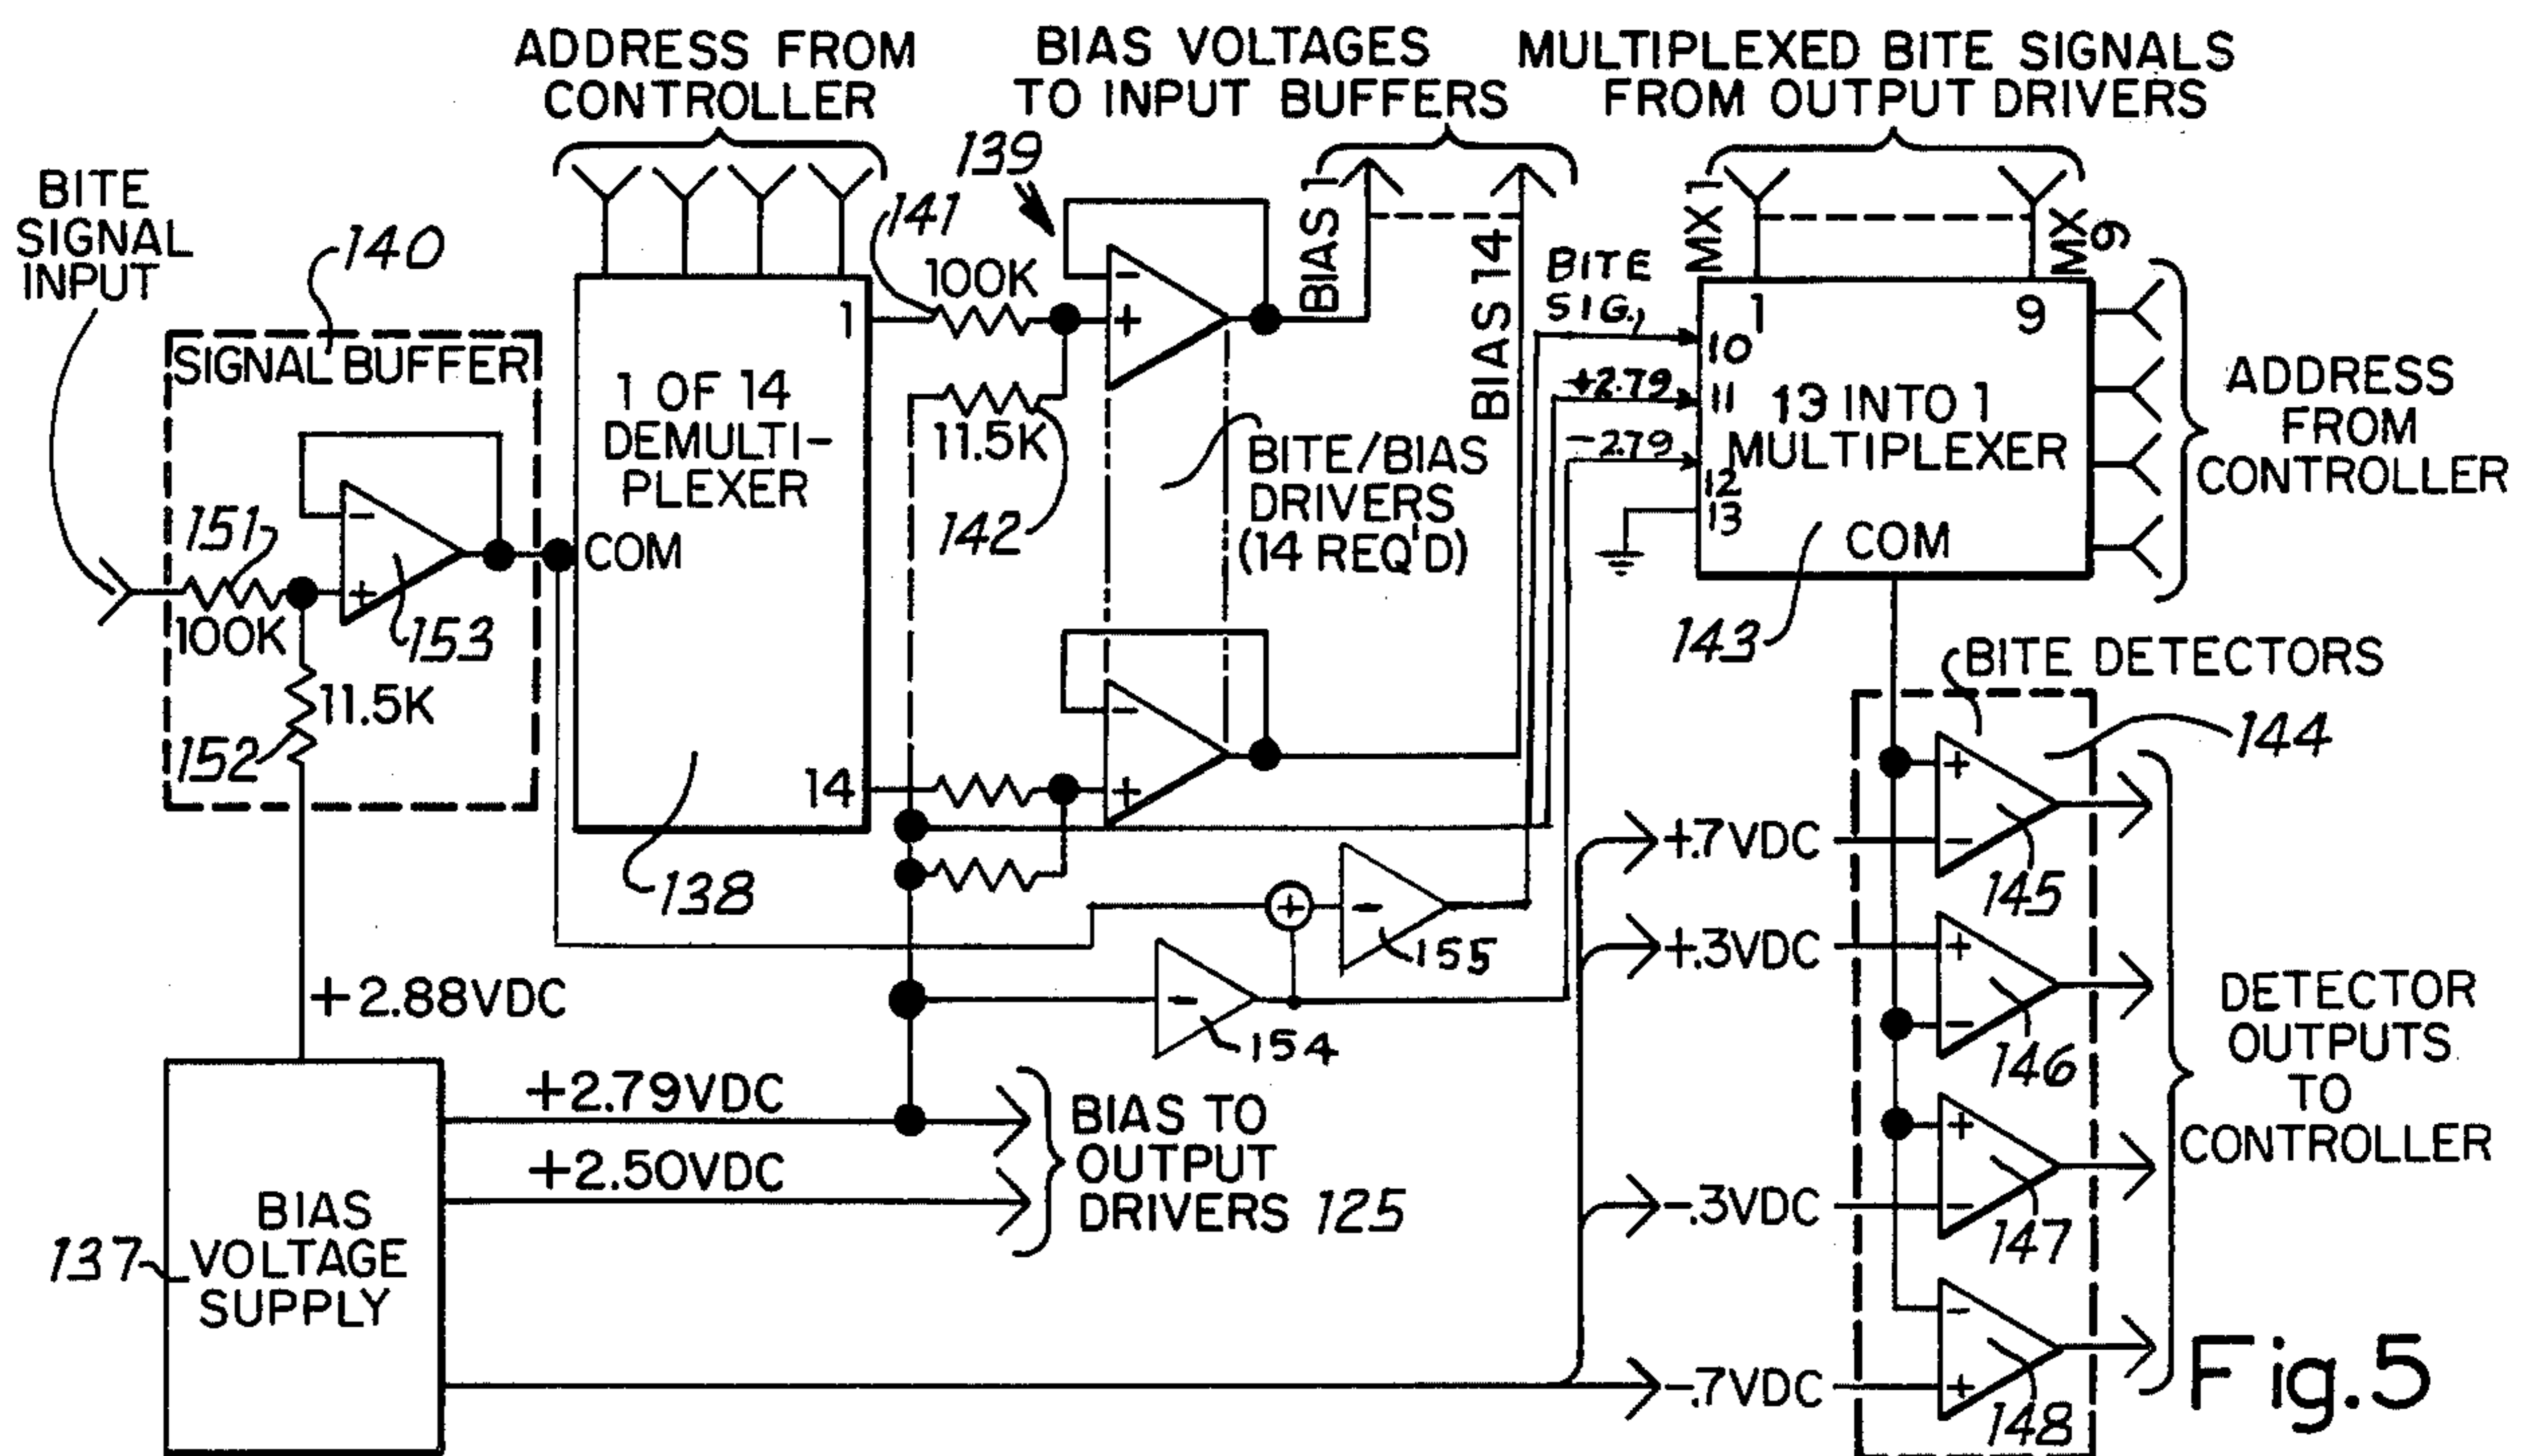 ADDRESS FROM
CONTROLLER
BIAS VOLTAGES
TO INPUT BUFFERS
MULTIPLEXED BITE SIGNALS
FROM OUTPUT DRIVERS
BITE
SIGNAL
INPUT
140
SIGNAL BUFFER
151
100K
153
152
11.5K
1
1 OF 14
DEMULTI-
PLEXER
COM
14
138
139
141
100K
-
+
11.5K
142
BITE/BIAS
DRIVERS
(14 REQ'D)
BIAS 1
BIAS 14
BITE
SIG.
+2.79
-2.79
MX 1
MX 9
1
9
10
11
12
13
13 INTO 1
MULTIPLEXER
COM
143
ADDRESS
FROM
CONTROLLER
BITE DETECTORS
144
+
-
+.7VDC
145
155
154
+.3VDC
+
-
146
-.3VDC
+
-
147
-.7VDC
-
+
148
DETECTOR
OUTPUTS
TO
CONTROLLER
+2.88VDC
+2.79VDC
+2.50VDC
BIAS TO
OUTPUT
DRIVERS 125
137
BIAS
VOLTAGE
SUPPLY
Fig.5